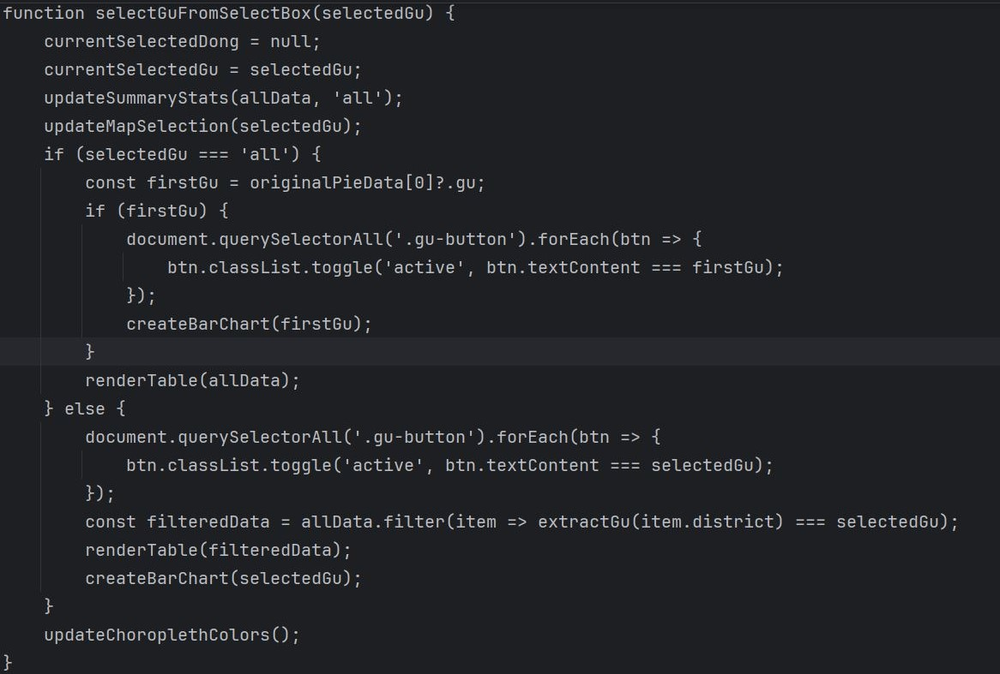 function selectGuFromSelectBox(selectedGu) {
    currentSelectedDong = null;
    currentSelectedGu = selectedGu;
    updateSummaryStats(allData, 'all');
    updateMapSelection(selectedGu);
    if (selectedGu === 'all') {
        const firstGu = originalPieData[0]?.gu;
        if (firstGu) {
            document.querySelectorAll('.gu-button').forEach(btn => {
                btn.classList.toggle('active', btn.textContent === firstGu);
            });
            createBarChart(firstGu);
        }
        renderTable(allData);
    } else {
        document.querySelectorAll('.gu-button').forEach(btn => {
            btn.classList.toggle('active', btn.textContent === selectedGu);
        });
        const filteredData = allData.filter(item => extractGu(item.district) === selectedGu);
        renderTable(filteredData);
        createBarChart(selectedGu);
    }
    updateChoroplethColors();
}